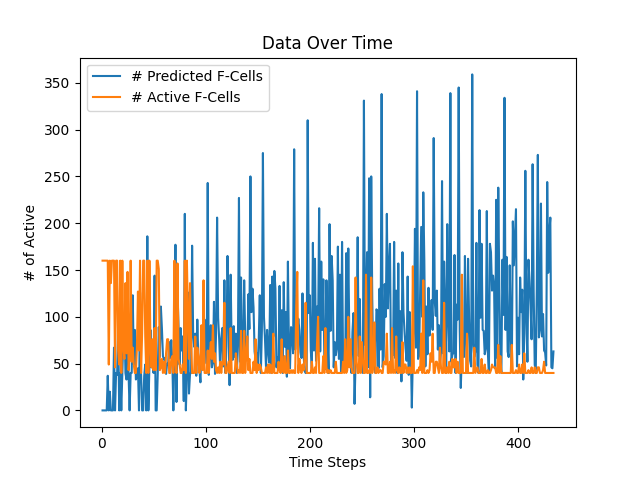 Data Over Time
# Predicted F-Cells
# Active F-Cells
350
300
250
200
150
100
50
0
# of Active
0 100 200 300 400
Time Steps